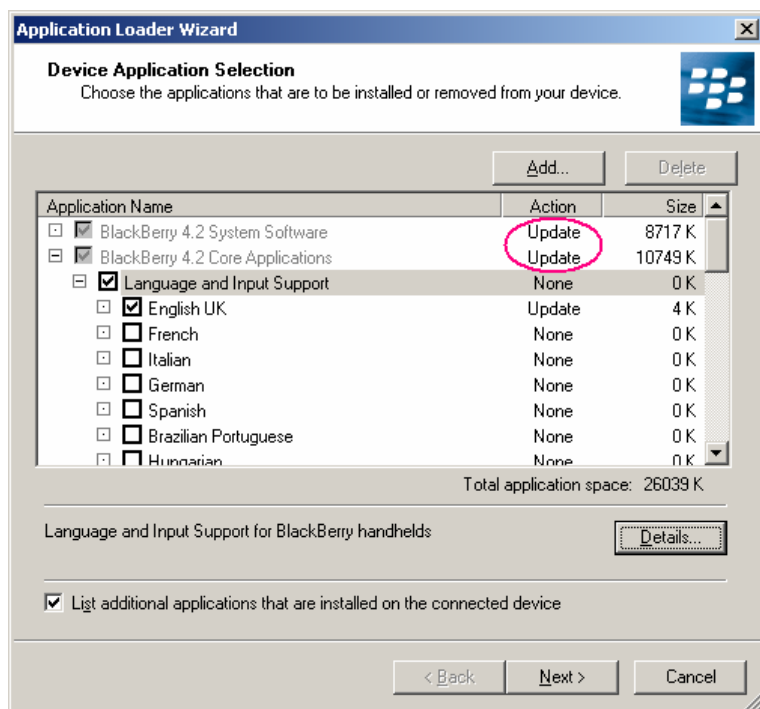 Application Loader Wizard
Device Application Selection
Choose the applications that are to be installed or removed from your device.
Add... Delete
Application Name Action Size
BlackBerry 4.2 System Software Update 8717 K
BlackBerry 4.2 Core Applications Update 10749 K
Language and Input Support None 0 K
English UK Update 4 K
French None 0 K
Italian None 0 K
German None 0 K
Spanish None 0 K
Brazilian Portuguese None 0 K
Hungarian None 0 K
Total application space: 26039 K
Language and Input Support for BlackBerry handhelds
Details...
List additional applications that are installed on the connected device
< Back Next > Cancel